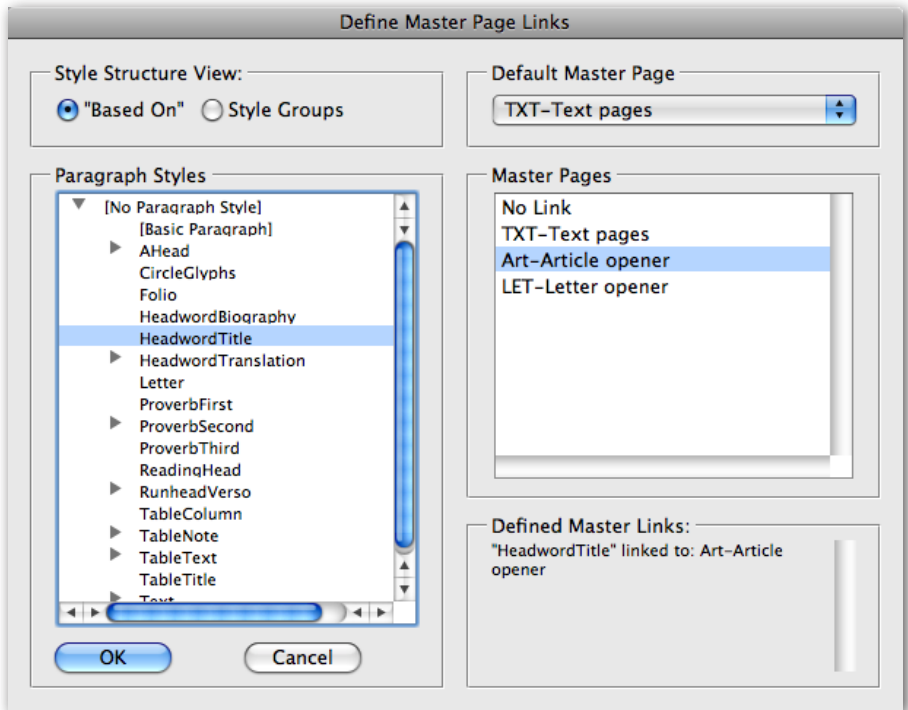 Define Master Page Links
Style Structure View:
"Based On" Style Groups
Default Master Page
TXT–Text pages
Paragraph Styles
[No Paragraph Style]
[Basic Paragraph]
AHead
CircleGlyphs
Folio
HeadwordBiography
HeadwordTitle
HeadwordTranslation
Letter
ProverbFirst
ProverbSecond
ProverbThird
ReadingHead
RunheadVerso
TableColumn
TableNote
TableText
TableTitle
Text
OK Cancel
Master Pages
No Link
TXT–Text pages
Art–Article opener
LET–Letter opener
Defined Master Links:
"HeadwordTitle" linked to: Art–Article
opener